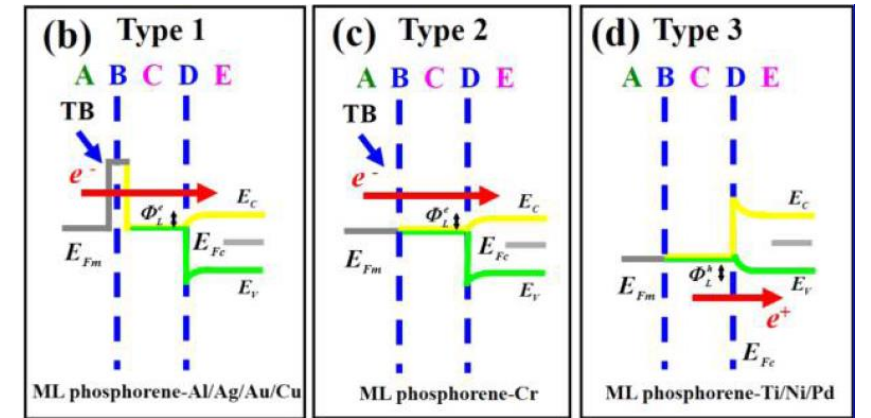 (b) Type 1
A B C D E
TB
e-
Φ_L^e
E_C
E_Fm
E_Fc
E_V
ML phosphorene-Al/Ag/Au/Cu
(c) Type 2
A B C D E
TB
e-
Φ_L^e
E_C
E_Fm
E_Fc
E_V
ML phosphorene-Cr
(d) Type 3
A B C D E
E_C
E_Fm
Φ_L^h
E_V
e+
E_Fc
ML phosphorene-Ti/Ni/Pd